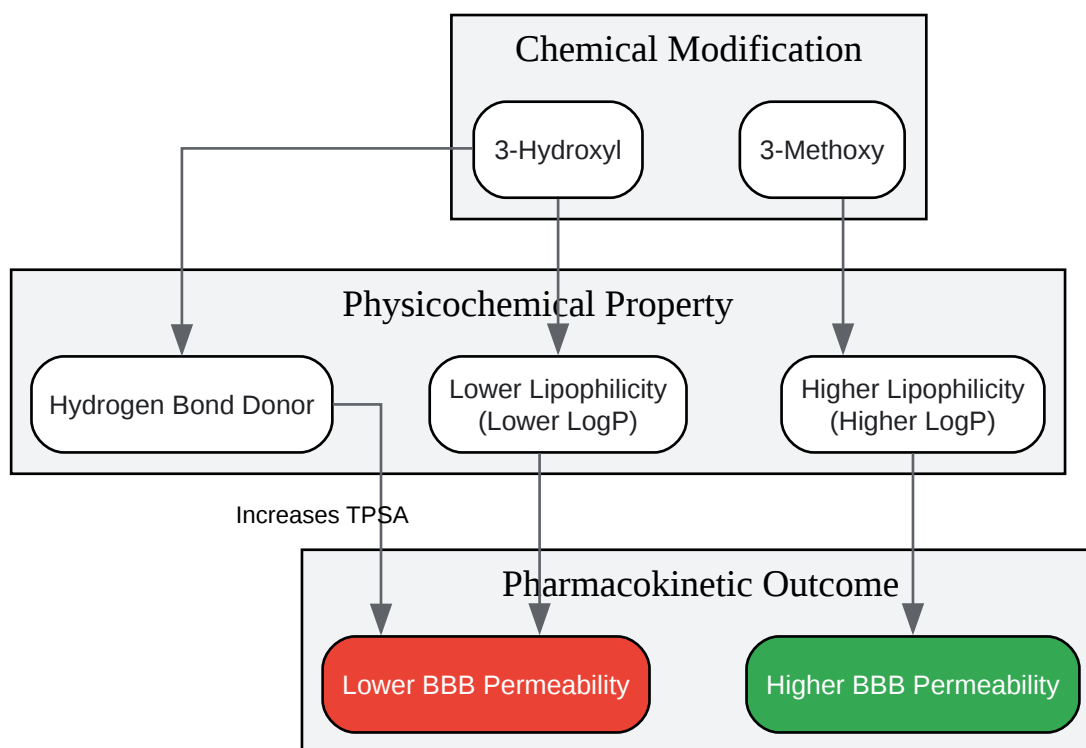 Chemical Modification
3-Hydroxyl
3-Methoxy
Physicochemical Property
Hydrogen Bond Donor
Lower Lipophilicity
(Lower LogP)
Higher Lipophilicity
(Higher LogP)
Increases TPSA
Pharmacokinetic Outcome
Lower BBB Permeability
Higher BBB Permeability